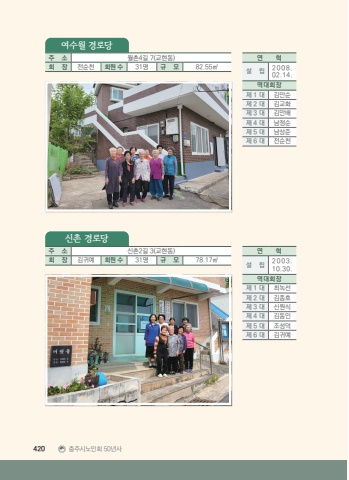 여수월 경로당
주 소 월촌4길 7(교현동)
회 장 전순천 회원수 31명 규 모 82.55㎡
연 혁
설 립 2008. 02.14.
역대회장
제1대 김만순
제2대 김교화
제3대 김만배
제4대 남정순
제5대 남상준
제6대 전순천
신촌 경로당
주 소 신촌2길 3(교현동)
회 장 김귀예 회원수 31명 규 모 78.17㎡
연 혁
설 립 2003. 10.30.
역대회장
제1대 최녹선
제2대 김종호
제3대 신원식
제4대 김동민
제5대 조성덕
제6대 김귀예
420 충주시노인회 50년사